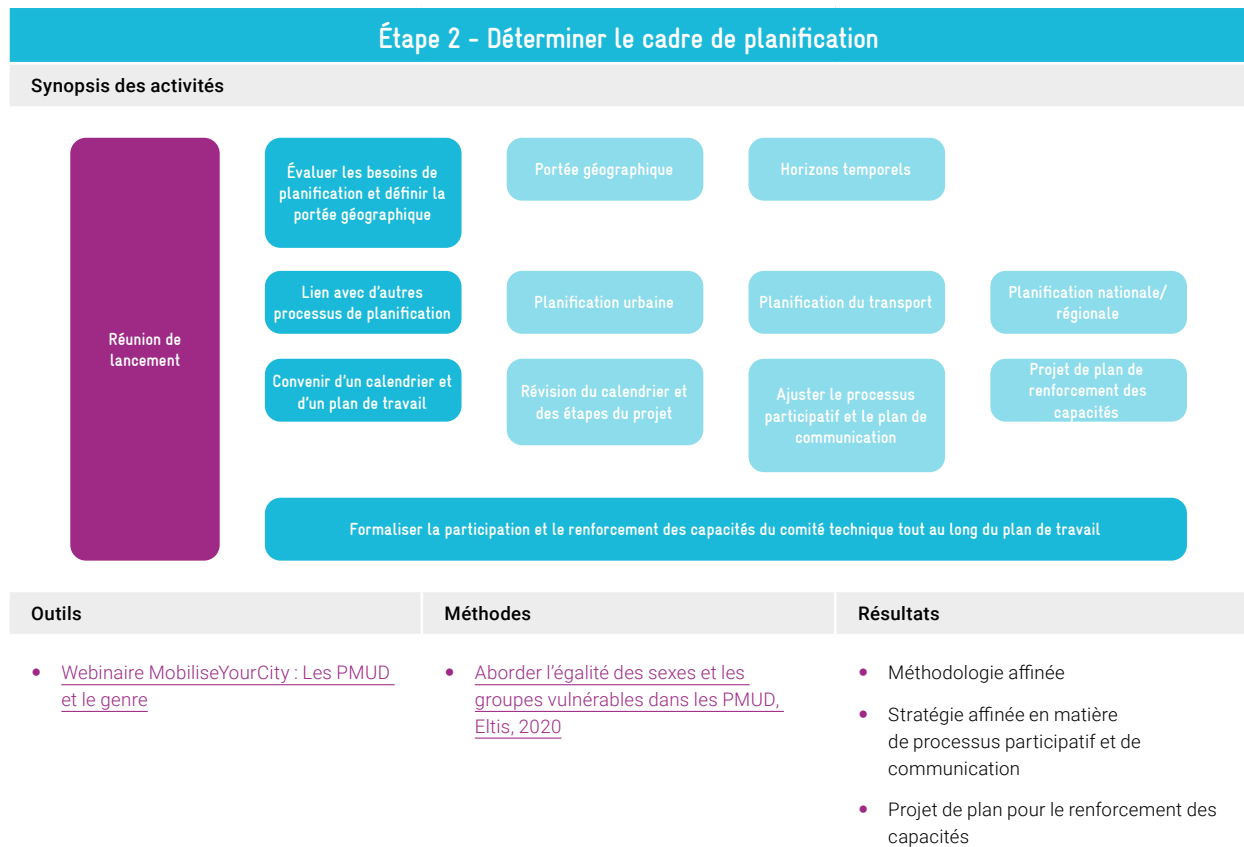 Étape 2 - Déterminer le cadre de planification
Synopsis des activités
Réunion de
lancement
Évaluer les besoins de
planification et définir la
portée géographique
Portée géographique
Horizons temporels
Lien avec d'autres
processus de planification
Planification urbaine
Planification du transport
Planification nationale/
régionale
Convenir d'un calendrier et
d'un plan de travail
Révision du calendrier et
des étapes du projet
Ajuster le processus
participatif et le plan de
communication
Projet de plan de
renforcement des
capacités
Formaliser la participation et le renforcement des capacités du comité technique tout au long du plan de travail
Outils
• Webinaire MobiliseYourCity : Les PMUD
et le genre
Méthodes
• Aborder l'égalité des sexes et les
groupes vulnérables dans les PMUD,
Eltis, 2020
Résultats
• Méthodologie affinée
• Stratégie affinée en matière
de processus participatif et de
communication
• Projet de plan pour le renforcement des
capacités